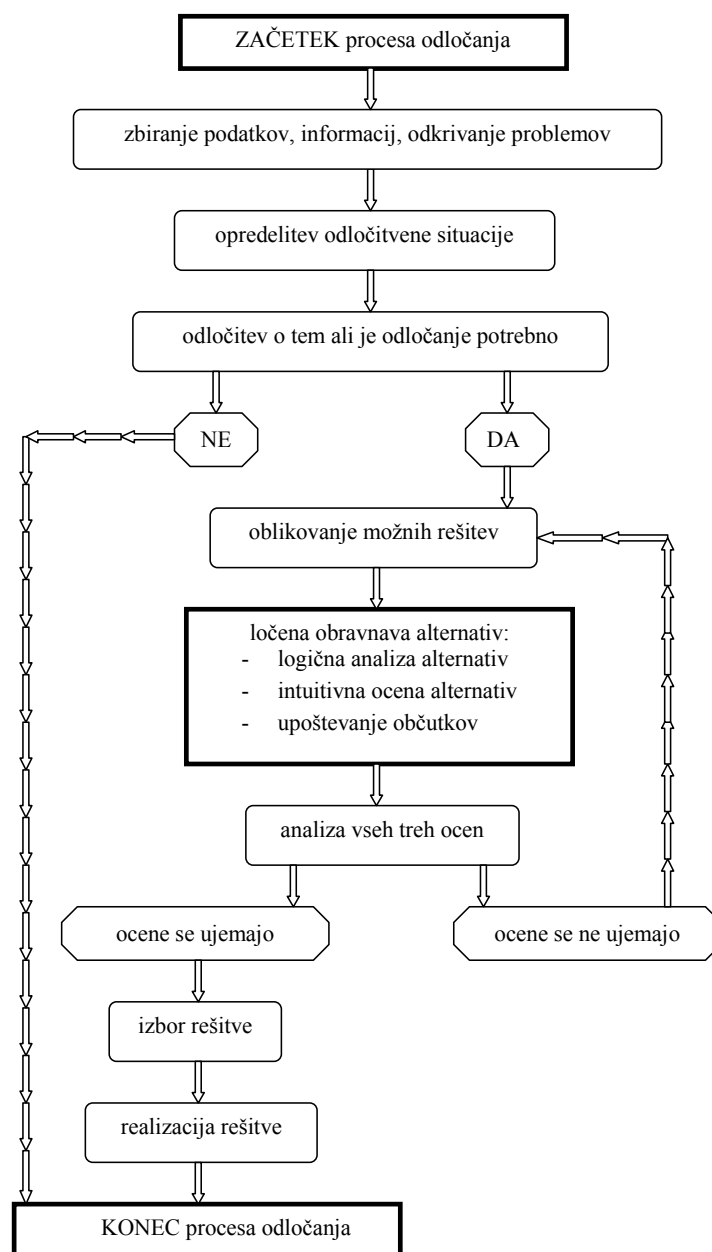 ZAČETEK procesa odločanja
zbiranje podatkov, informacij, odkrivanje problemov
opredelitev odločitvene situacije
odločitev o tem ali je odločanje potrebno
NE
DA
oblikovanje možnih rešitev
ločena obravnava alternativ:
- logična analiza alternativ
- intuitivna ocena alternativ
- upoštevanje občutkov
analiza vseh treh ocen
ocene se ujemajo
ocene se ne ujemajo
izbor rešitve
realizacija rešitve
KONEC procesa odločanja